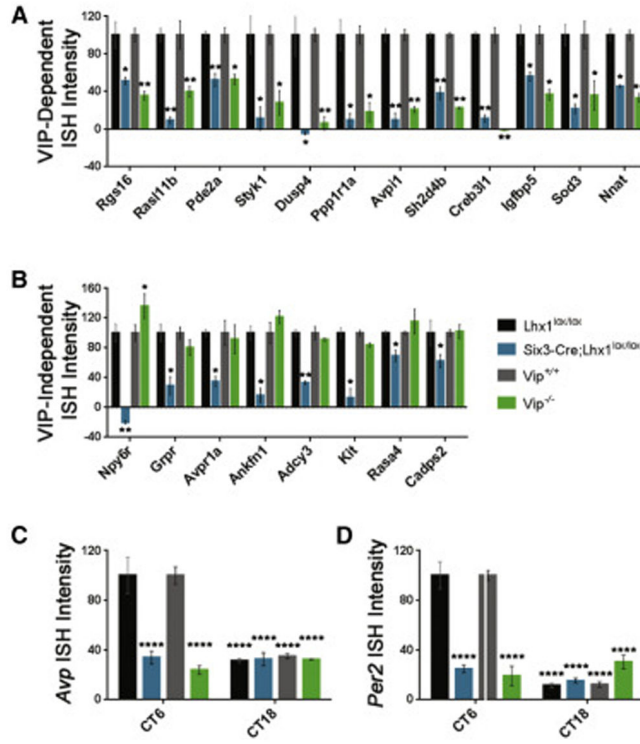 A
VIP-Dependent
ISH Intensity
120
80
40
0
-40
* ** ** ** * * * * * ** * ** ** ** * ** * ** * * * * * **
Rgs16 Rasl11b Pde2a Styk1 Dusp4 Ppp1r1a Avpi1 Sh2d4b Creb3l1 Igfbp5 Sod3 Nnat
B
VIP-Independent
ISH Intensity
160
120
80
40
0
-40
** * * * * ** * * *
Npy6r Grpr Avpr1a Ankfn1 Adcy3 Kit Rasa4 Cadps2
Lhx1lox/lox
Six3-Cre;Lhx1lox/lox
Vip+/+
Vip-/-
C
Avp ISH Intensity
120
80
40
0
**** **** **** **** **** ****
CT6 CT18
D
Per2 ISH Intensity
120
80
40
0
**** **** **** **** **** ****
CT6 CT18